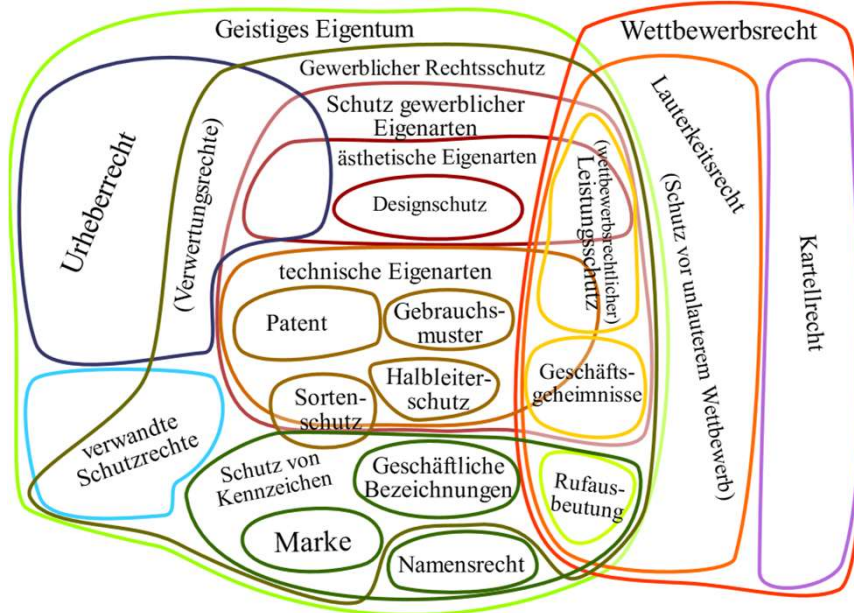 Geistiges Eigentum
Wettbewerbsrecht
Gewerblicher Rechtsschutz
Schutz gewerblicher
Eigenarten
ästhetische Eigenarten
Designschutz
Urheberrecht
(Verwertungsrechte)
(wettbewerbsrechtlicher)
Leistungsschutz
Lauterkeitsrecht
(Schutz vor unlauterem Wettbewerb)
Kartellrecht
technische Eigenarten
Patent
Gebrauchs-
muster
Sorten-
schutz
Halbleiter-
schutz
Geschäfts-
geheimnisse
verwandte
Schutzrechte
Schutz von
Kennzeichen
Geschäftliche
Bezeichnungen
Rufaus-
beutung
Marke
Namensrecht